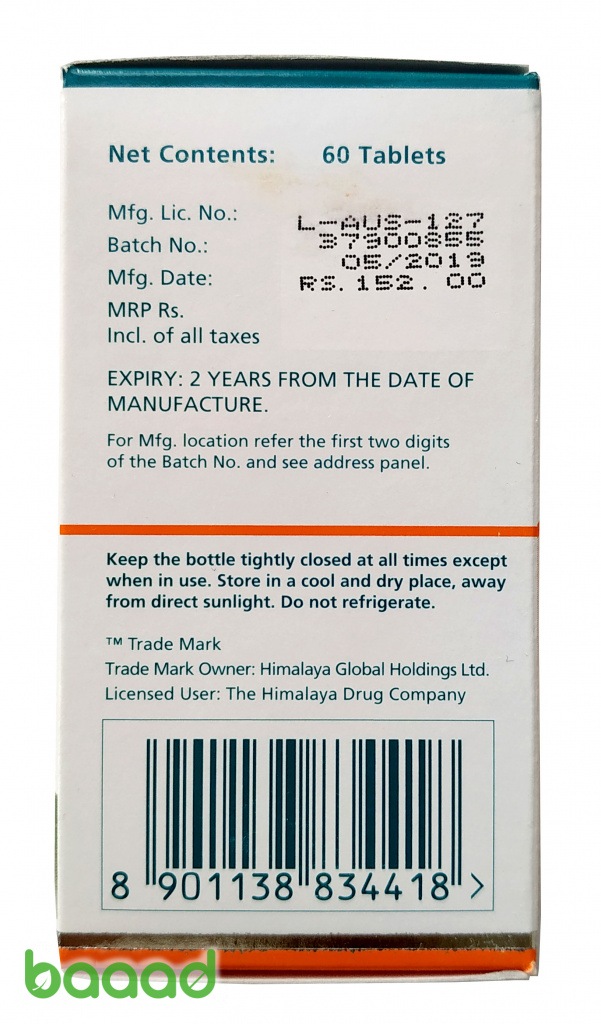 Net Contents: 60 Tablets
Mfg. Lic. No.: L-AUS-127
Batch No.: 37900855
Mfg. Date: 05/2019
MRP Rs. RS. 152. 00
Incl. of all taxes
EXPIRY: 2 YEARS FROM THE DATE OF
MANUFACTURE.
For Mfg. location refer the first two digits
of the Batch No. and see address panel.
Keep the bottle tightly closed at all times except
when in use. Store in a cool and dry place, away
from direct sunlight. Do not refrigerate.
™ Trade Mark
Trade Mark Owner: Himalaya Global Holdings Ltd.
Licensed User: The Himalaya Drug Company
8 901138 834418 >
baaad